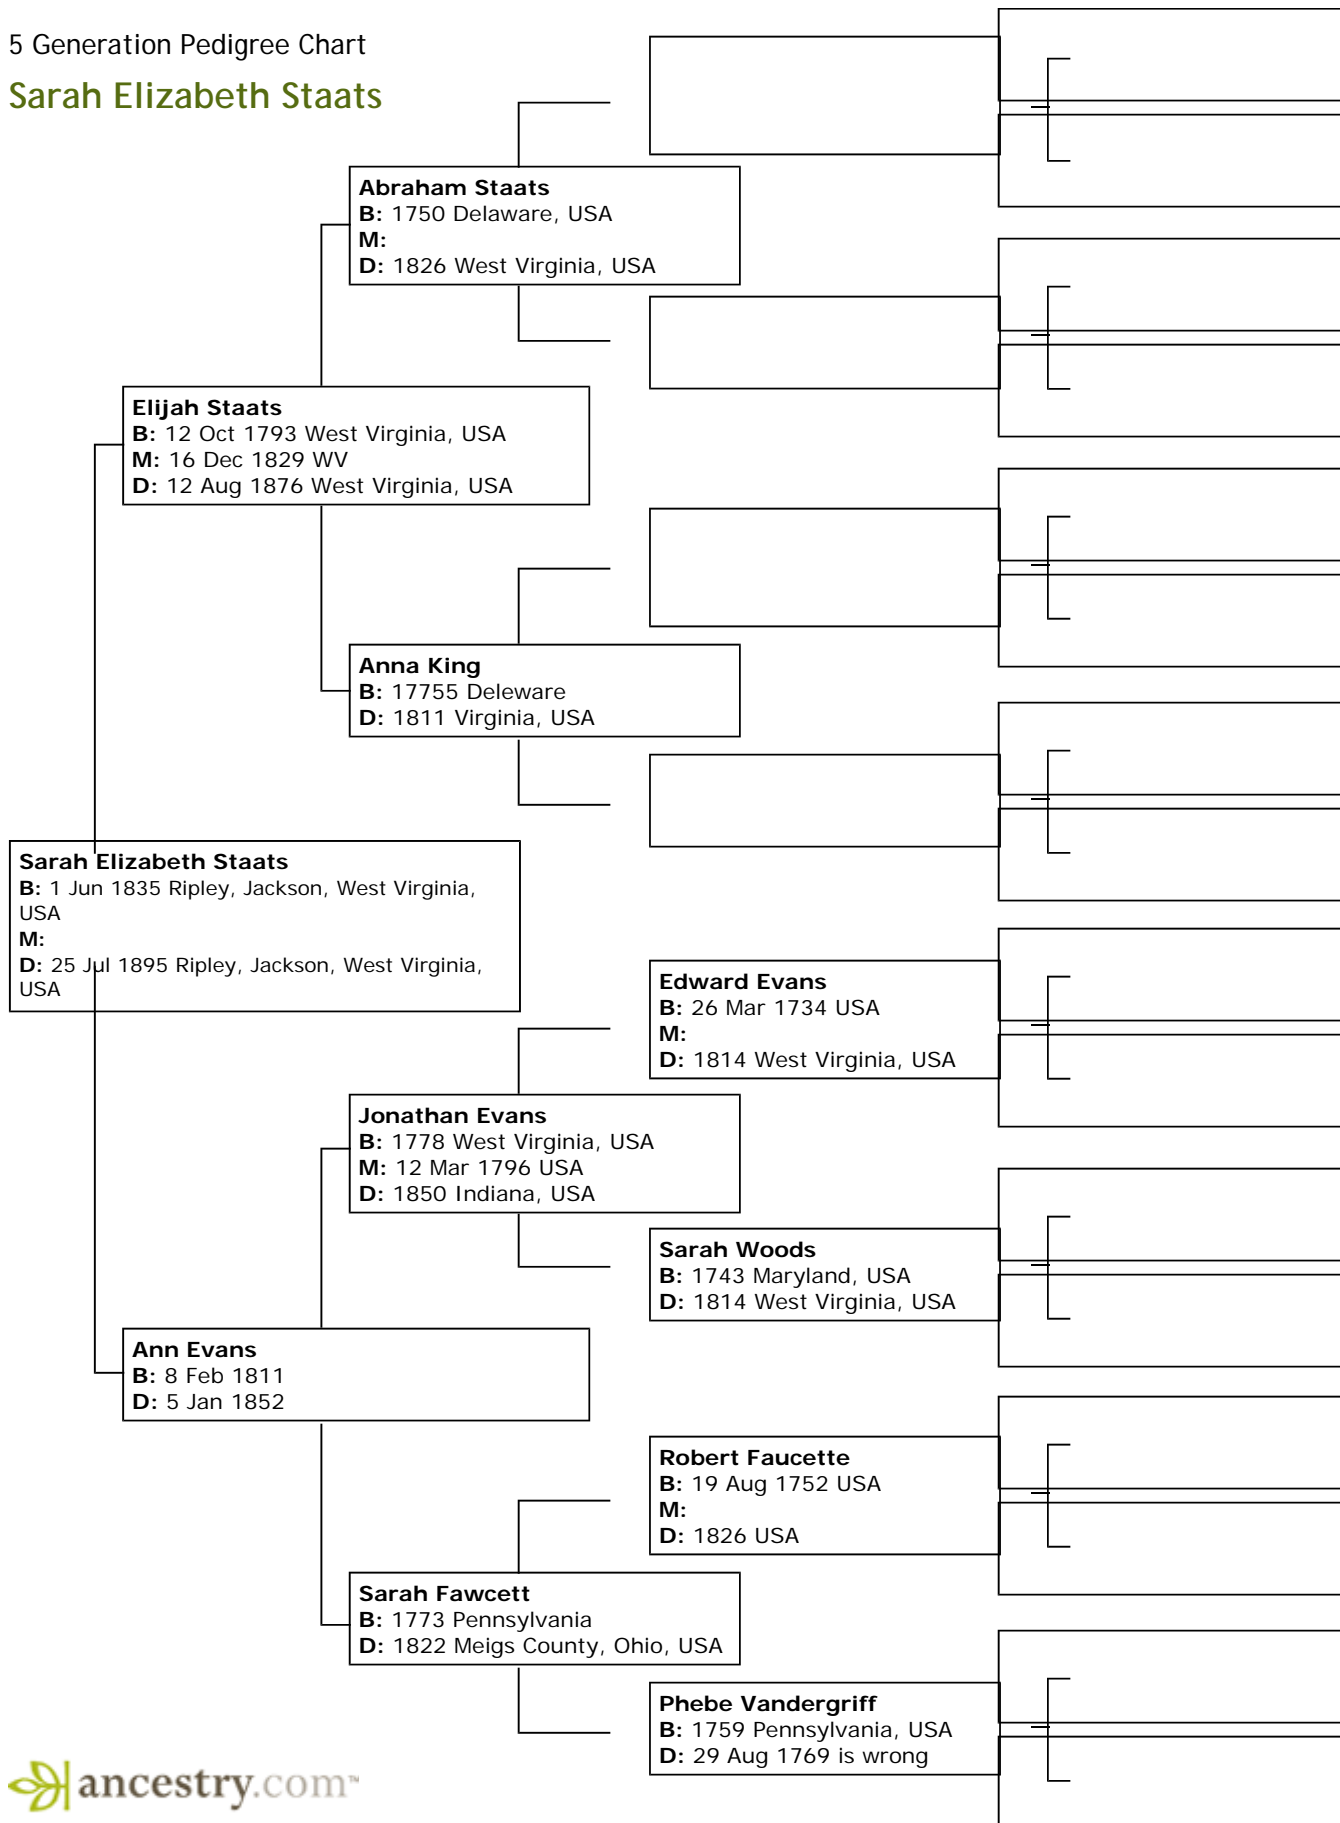 5 Generation Pedigree Chart
Sarah Elizabeth Staats
Abraham Staats
B: 1750 Delaware, USA
M:
D: 1826 West Virginia, USA
Elijah Staats
B: 12 Oct 1793 West Virginia, USA
M: 16 Dec 1829 WV
D: 12 Aug 1876 West Virginia, USA
Anna King
B: 17755 Deleware
D: 1811 Virginia, USA
Sarah Elizabeth Staats
B: 1 Jun 1835 Ripley, Jackson, West Virginia,
USA
M:
D: 25 Jul 1895 Ripley, Jackson, West Virginia,
USA
Edward Evans
B: 26 Mar 1734 USA
M:
D: 1814 West Virginia, USA
Jonathan Evans
B: 1778 West Virginia, USA
M: 12 Mar 1796 USA
D: 1850 Indiana, USA
Sarah Woods
B: 1743 Maryland, USA
D: 1814 West Virginia, USA
Ann Evans
B: 8 Feb 1811
D: 5 Jan 1852
Robert Faucette
B: 19 Aug 1752 USA
M:
D: 1826 USA
Sarah Fawcett
B: 1773 Pennsylvania
D: 1822 Meigs County, Ohio, USA
Phebe Vandergriff
B: 1759 Pennsylvania, USA
D: 29 Aug 1769 is wrong
ancestry.com™